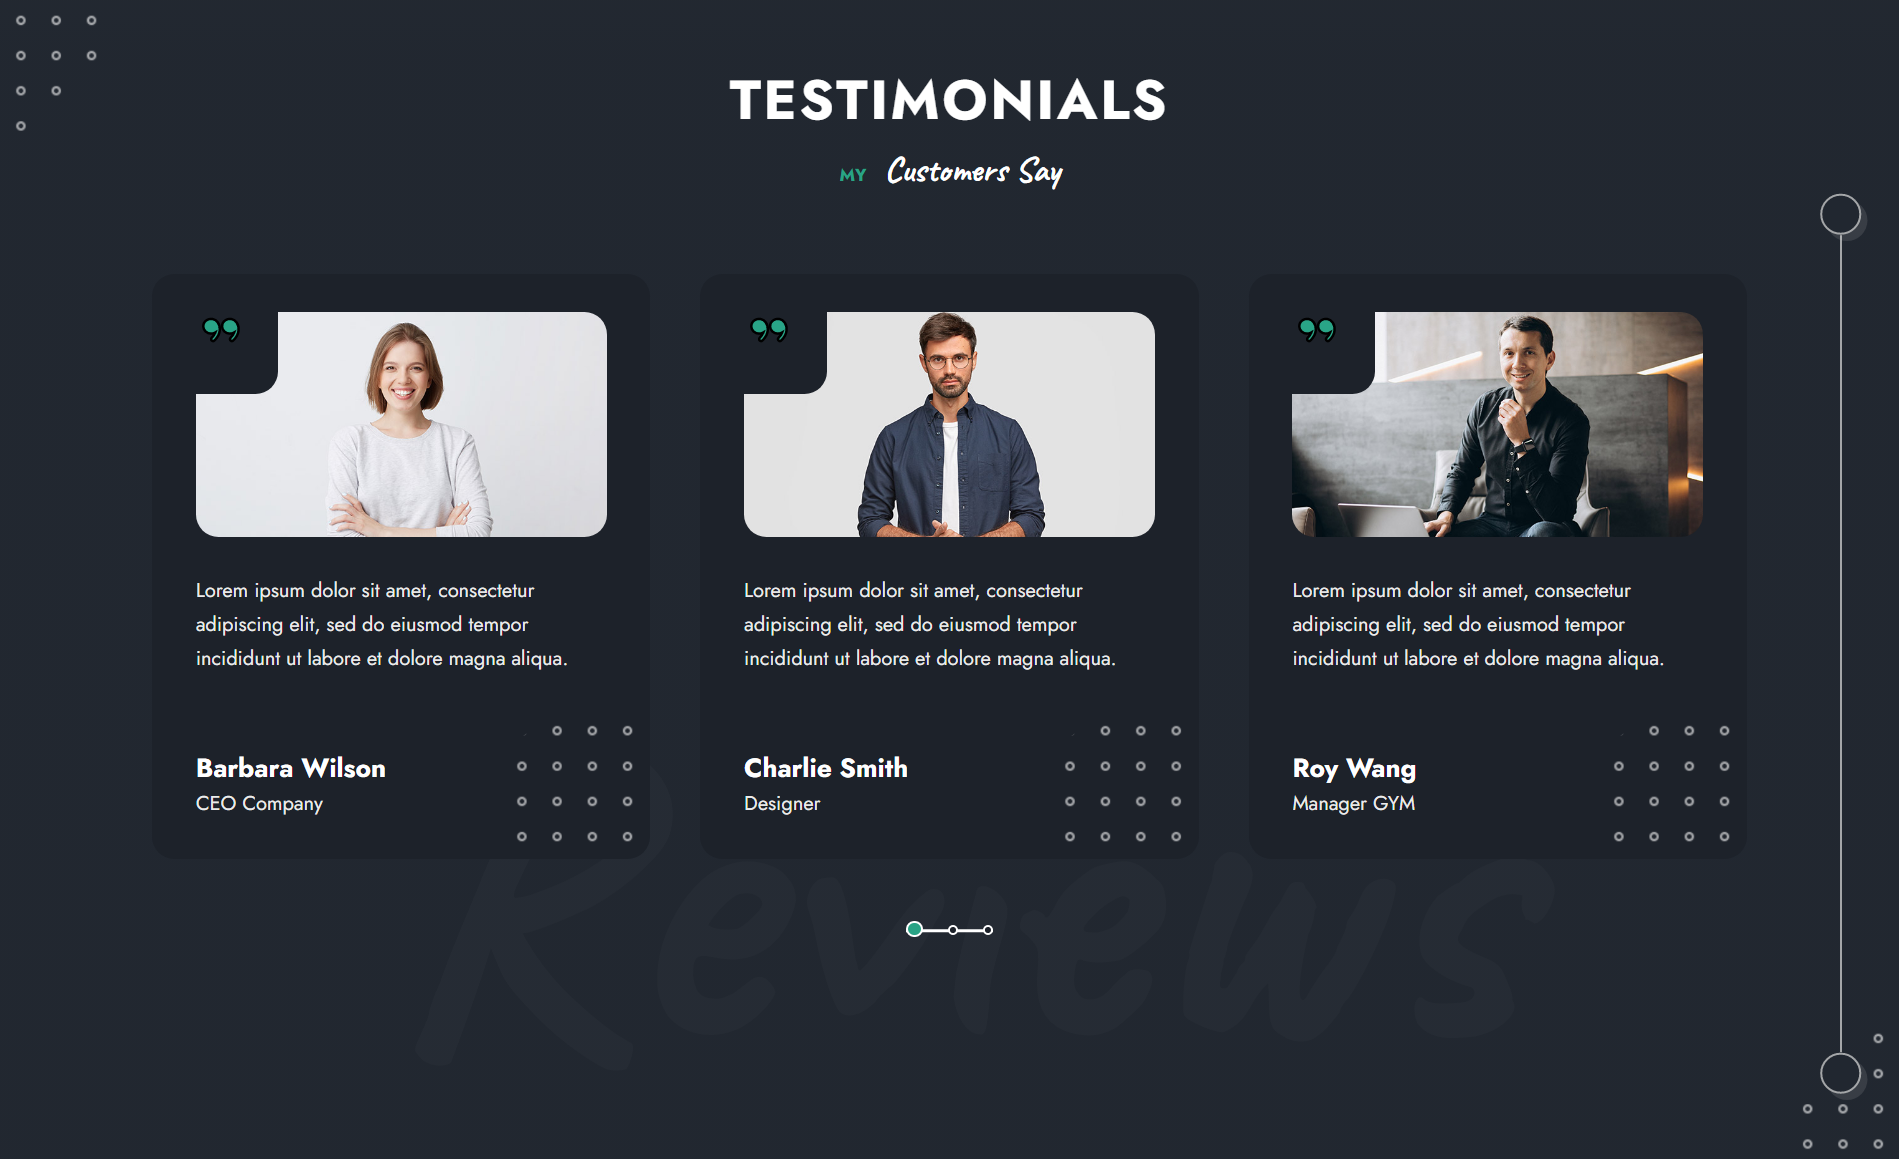 TESTIMONIALS
MY Customers Say
Lorem ipsum dolor sit amet, consectetur
adipiscing elit, sed do eiusmod tempor
incididunt ut labore et dolore magna aliqua.
Barbara Wilson
CEO Company
Lorem ipsum dolor sit amet, consectetur
adipiscing elit, sed do eiusmod tempor
incididunt ut labore et dolore magna aliqua.
Charlie Smith
Designer
Lorem ipsum dolor sit amet, consectetur
adipiscing elit, sed do eiusmod tempor
incididunt ut labore et dolore magna aliqua.
Roy Wang
Manager GYM
Reviews